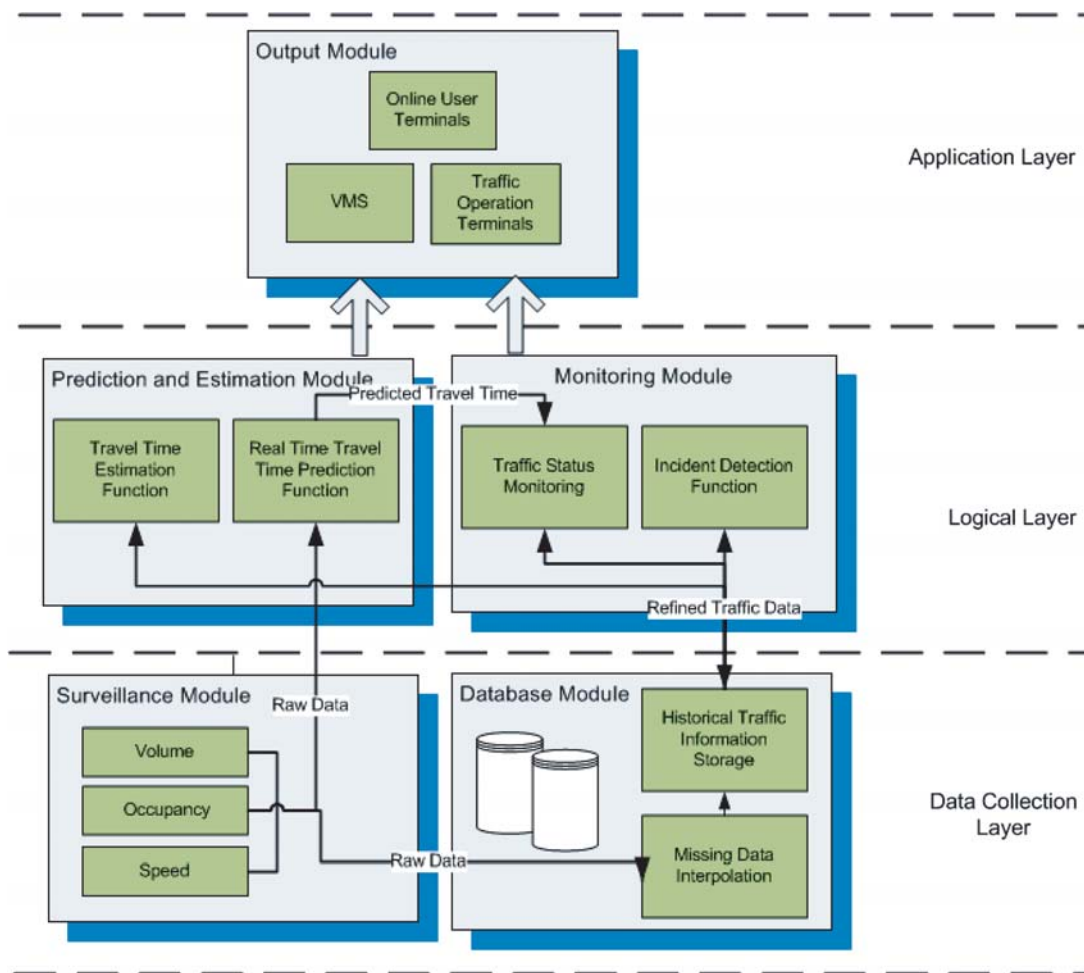 Output Module
Online User
Terminals
VMS
Traffic
Operation
Terminals
Application Layer
Prediction and Estimation Module
Monitoring Module
Predicted Travel Time
Travel Time
Estimation
Function
Real Time Travel
Time Prediction
Function
Traffic Status
Monitoring
Incident Detection
Function
Logical Layer
Refined Traffic Data
Surveillance Module
Database Module
Raw Data
Volume
Occupancy
Speed
Historical Traffic
Information
Storage
Data Collection
Layer
Raw Data
Missing Data
Interpolation